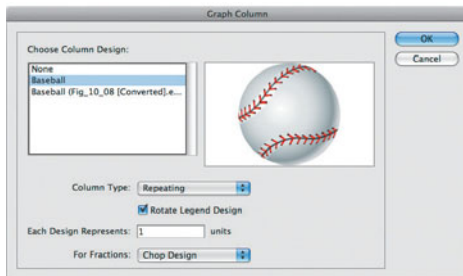 Graph Column
Choose Column Design:
None
Baseball
Baseball (Fig_10_08 [Converted].e...
OK
Cancel
Column Type: Repeating
Rotate Legend Design
Each Design Represents: 1 units
For Fractions: Chop Design